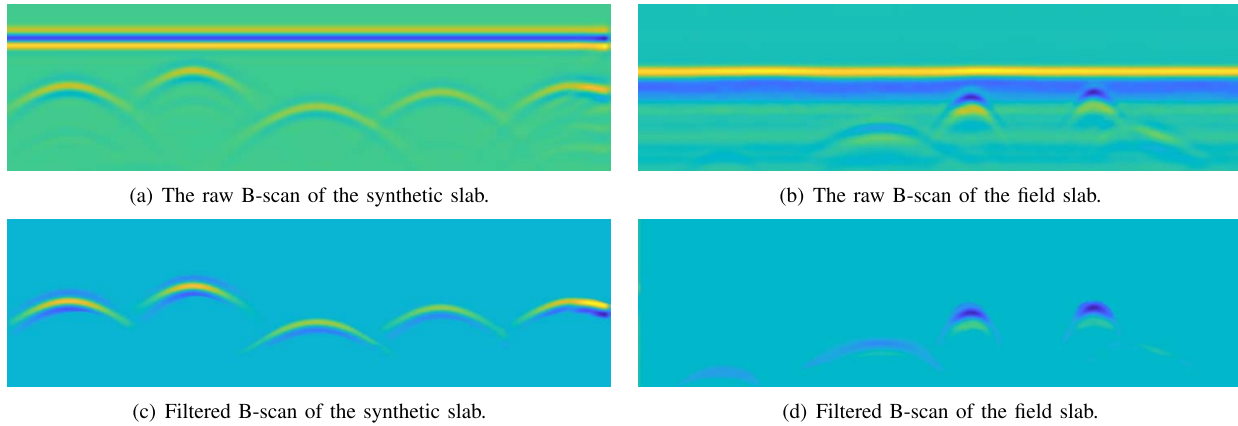 (a) The raw B-scan of the synthetic slab.
(b) The raw B-scan of the field slab.
(c) Filtered B-scan of the synthetic slab.
(d) Filtered B-scan of the field slab.